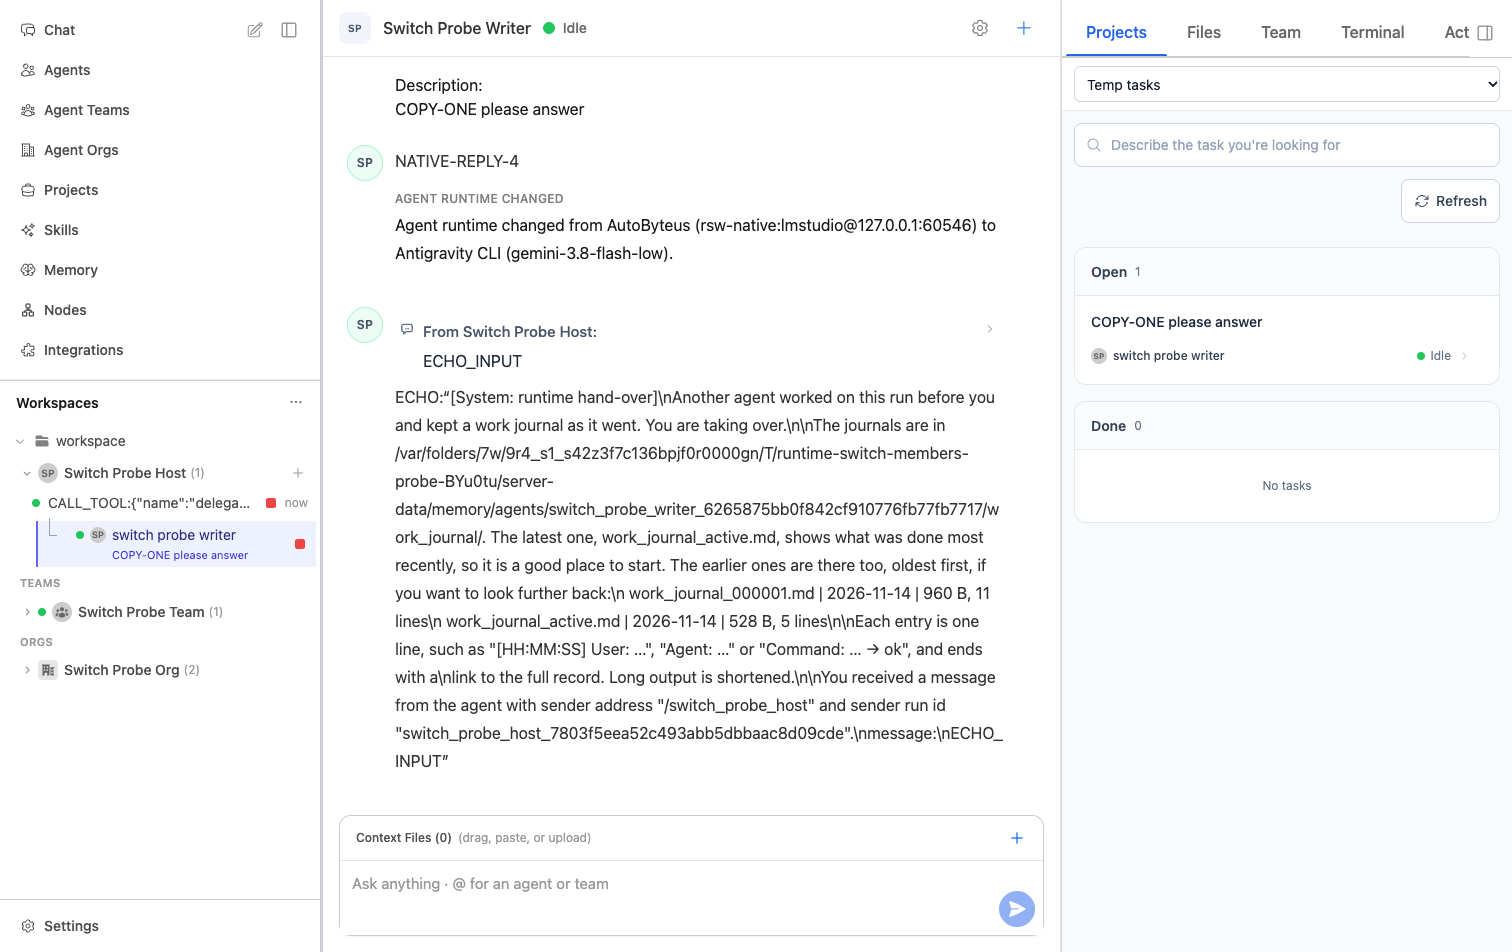 Chat
Agents
Agent Teams
Agent Orgs
Projects
Skills
Memory
Nodes
Integrations
Workspaces
workspace
SP Switch Probe Host (1)
CALL_TOOL:{"name":"delega... now
SP switch probe writer
COPY-ONE please answer
TEAMS
Switch Probe Team (1)
ORGS
Switch Probe Org (2)
Settings
SP Switch Probe Writer Idle
Description:
COPY-ONE please answer
SP NATIVE-REPLY-4
AGENT RUNTIME CHANGED
Agent runtime changed from AutoByteus (rsw-native:lmstudio@127.0.0.1:60546) to
Antigravity CLI (gemini-3.8-flash-low).
SP From Switch Probe Host:
ECHO_INPUT
ECHO:“[System: runtime hand-over]\nAnother agent worked on this run before you
and kept a work journal as it went. You are taking over.\n\nThe journals are in
/var/folders/7w/9r4_s1_s42z3f7c136bpjf0r0000gn/T/runtime-switch-members-
probe-BYu0tu/server-
data/memory/agents/switch_probe_writer_6265875bb0f842cf910776fb77fb7717/w
ork_journal/. The latest one, work_journal_active.md, shows what was done most
recently, so it is a good place to start. The earlier ones are there too, oldest first, if
you want to look further back:\n work_journal_000001.md | 2026-11-14 | 960 B, 11
lines\n work_journal_active.md | 2026-11-14 | 528 B, 5 lines\n\nEach entry is one
line, such as "[HH:MM:SS] User: ...", "Agent: ..." or "Command: ... → ok", and ends
with a\nlink to the full record. Long output is shortened.\n\nYou received a message
from the agent with sender address "/switch_probe_host" and sender run id
"switch_probe_host_7803f5eea52c493abb5dbbaac8d09cde".\nmessage:\nECHO_
INPUT”
Context Files (0) (drag, paste, or upload)
Ask anything · @ for an agent or team
Projects Files Team Terminal Act
Temp tasks
Describe the task you're looking for
Refresh
Open 1
COPY-ONE please answer
SP switch probe writer Idle
Done 0
No tasks